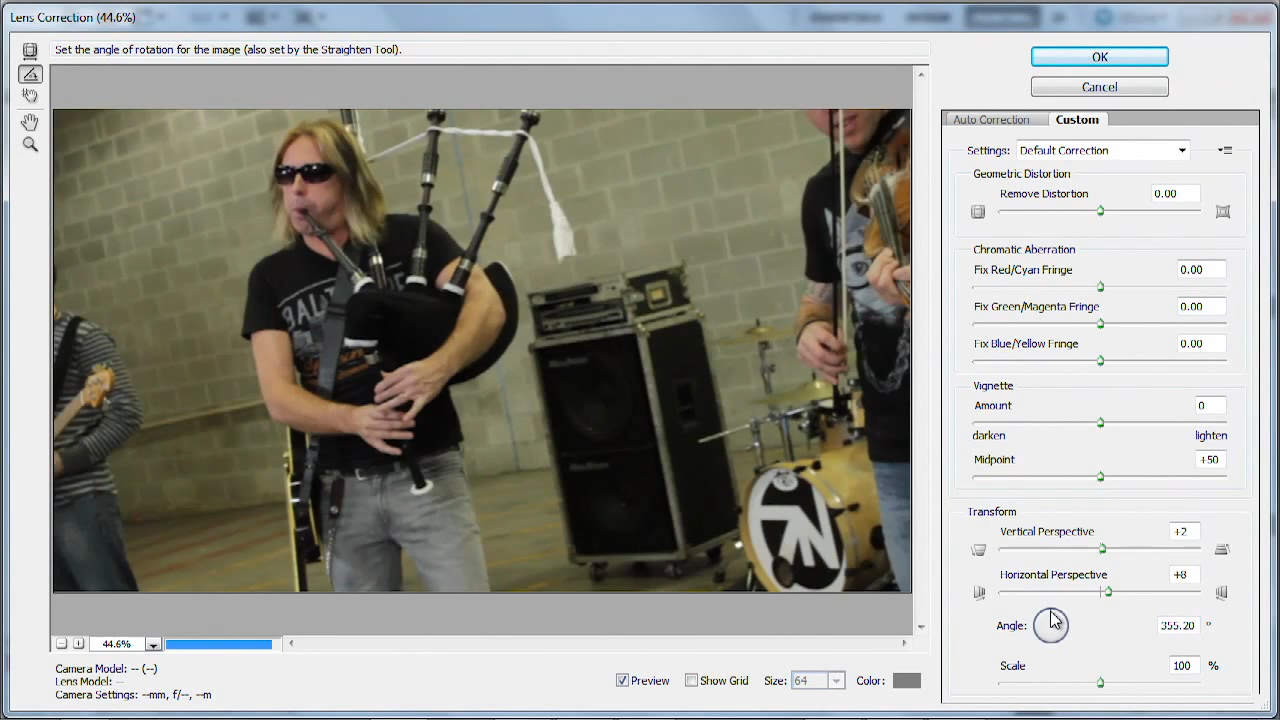 Lens Correction (44.6%)
Set the angle of rotation for the image (also set by the Straighten Tool).
OK
Cancel
Auto Correction
Custom
Settings: Default Correction
Geometric Distortion
Remove Distortion 0.00
Chromatic Aberration
Fix Red/Cyan Fringe 0.00
Fix Green/Magenta Fringe 0.00
Fix Blue/Yellow Fringe 0.00
Vignette
Amount 0
darken lighten
Midpoint +50
Transform
Vertical Perspective +2
Horizontal Perspective +8
Angle: 355.20 °
Scale 100 %
44.6%
Camera Model: -- (--)
Lens Model: --
Camera Settings: --mm, f/--, --m
Preview
Show Grid
Size: 64
Color: